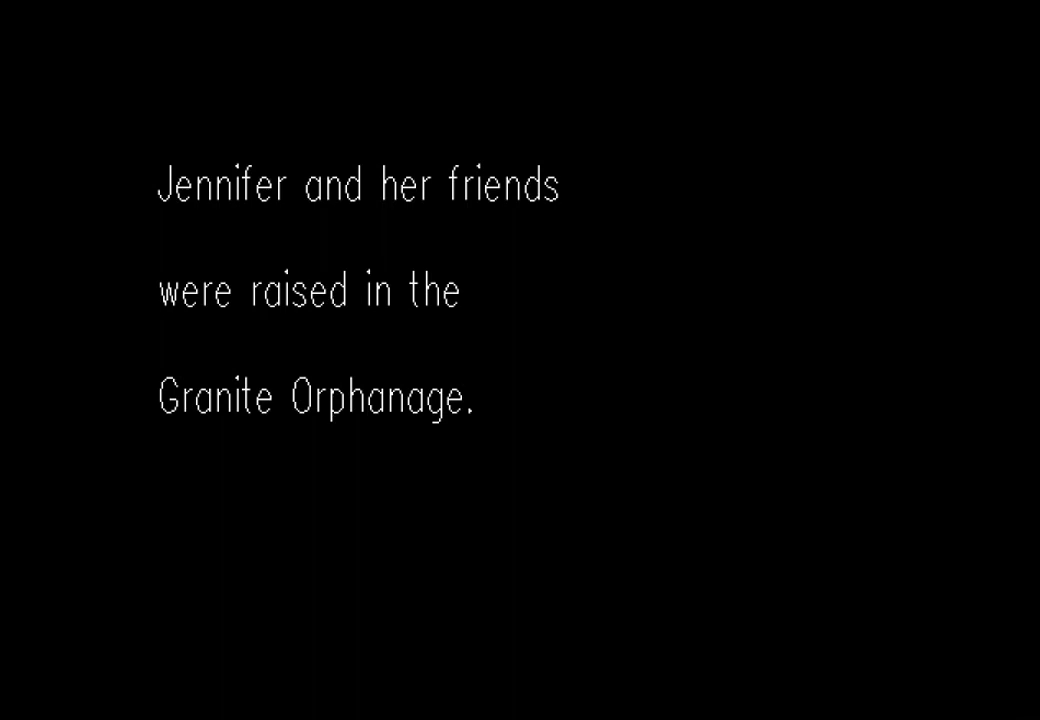 Jennifer and her friends
were raised in the
Granite Orphanage.